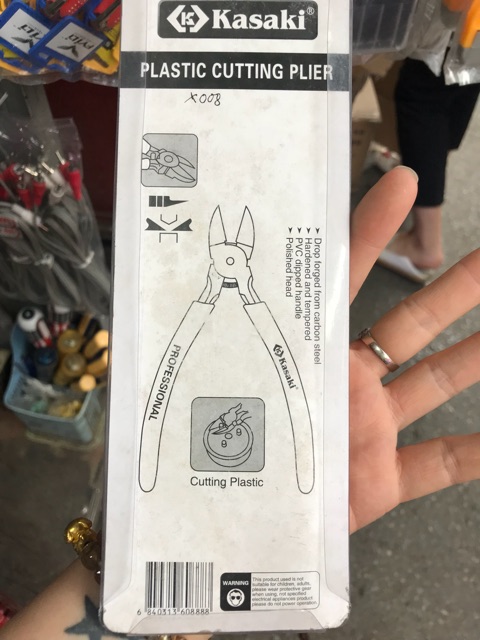 Kasaki®
PLASTIC CUTTING PLIER
X008
Drop forged from carbon steel
Hardened and tempered
PVC dipped handle
Polished head
PROFESSIONAL
Kasaki®
Cutting Plastic
WARNING
This product used is not
suitable for children, adults,
please wear protective gear
when using, not specified
electrical appliances product
please do not power operation.
6 840313 608888